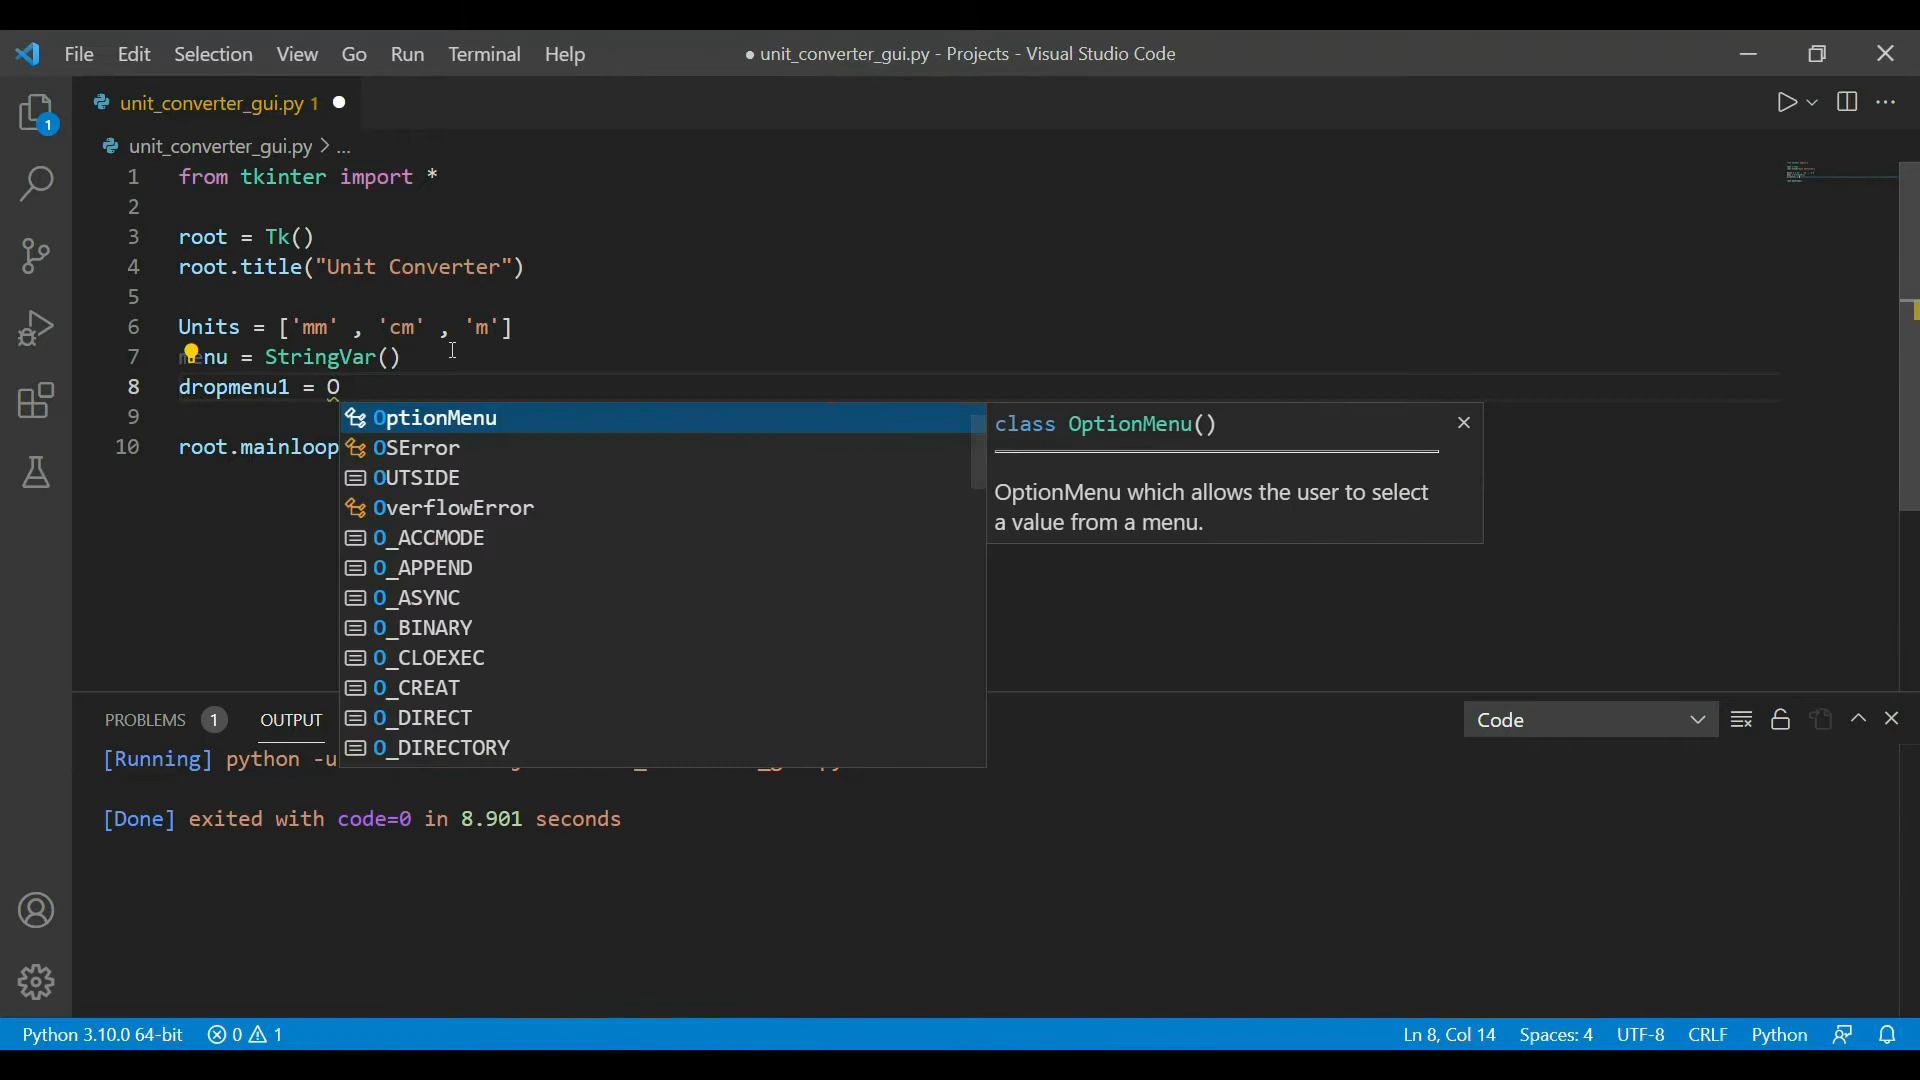 File Edit Selection View Go Run Terminal Help ● unit_converter_gui.py - Projects - Visual Studio Code
unit_converter_gui.py 1
unit_converter_gui.py > ...
1 from tkinter import *
2
3 root = Tk()
4 root.title("Unit Converter")
5
6 Units = ['mm' , 'cm' , 'm']
7 menu = StringVar()
8 dropmenu1 = O
9
10 root.mainloop
OptionMenu
OSError
OUTSIDE
OverflowError
O_ACCMODE
O_APPEND
O_ASYNC
O_BINARY
O_CLOEXEC
O_CREAT
O_DIRECT
O_DIRECTORY
class OptionMenu()
OptionMenu which allows the user to select
a value from a menu.
1
PROBLEMS 1 OUTPUT Code
[Running] python -u
[Done] exited with code=0 in 8.901 seconds
Python 3.10.0 64-bit 0 1 Ln 8, Col 14 Spaces: 4 UTF-8 CRLF Python